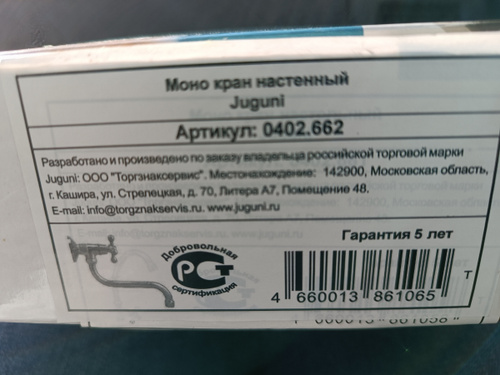 Моно кран настенный
Juguni
Артикул: 0402.662
Разработано и произведено по заказу владельца российской торговой марки
Juguni: ООО "Торгзнаксервис". Местонахождение: 142900, Московская область,
г. Кашира, ул. Стрелецкая, д. 70, Литера А7, Помещение 48.
E-mail: info@torgznakservis.ru. www.juguni.ru
Гарантия 5 лет
Добровольная
РСТ
сертификация
4 660013 861065
Т